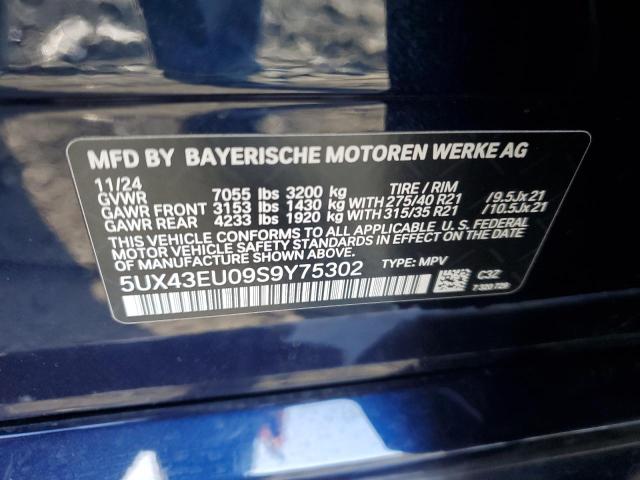 MFD BY BAYERISCHE MOTOREN WERKE AG
11/24
GVWR 7055 lbs 3200 kg TIRE / RIM
GAWR FRONT 3153 lbs 1430 kg WITH 275/40 R21 /9.5Jx21
GAWR REAR 4233 lbs 1920 kg WITH 315/35 R21 /10.5Jx21
THIS VEHICLE CONFORMS TO ALL APPLICABLE U.S. FEDERAL
MOTOR VEHICLE SAFETY STANDARDS IN EFFECT ON THE DATE
OF MANUFACTURE SHOWN ABOVE.
5UX43EU09S9Y75302 TYPE: MPV C3Z
7 320 729